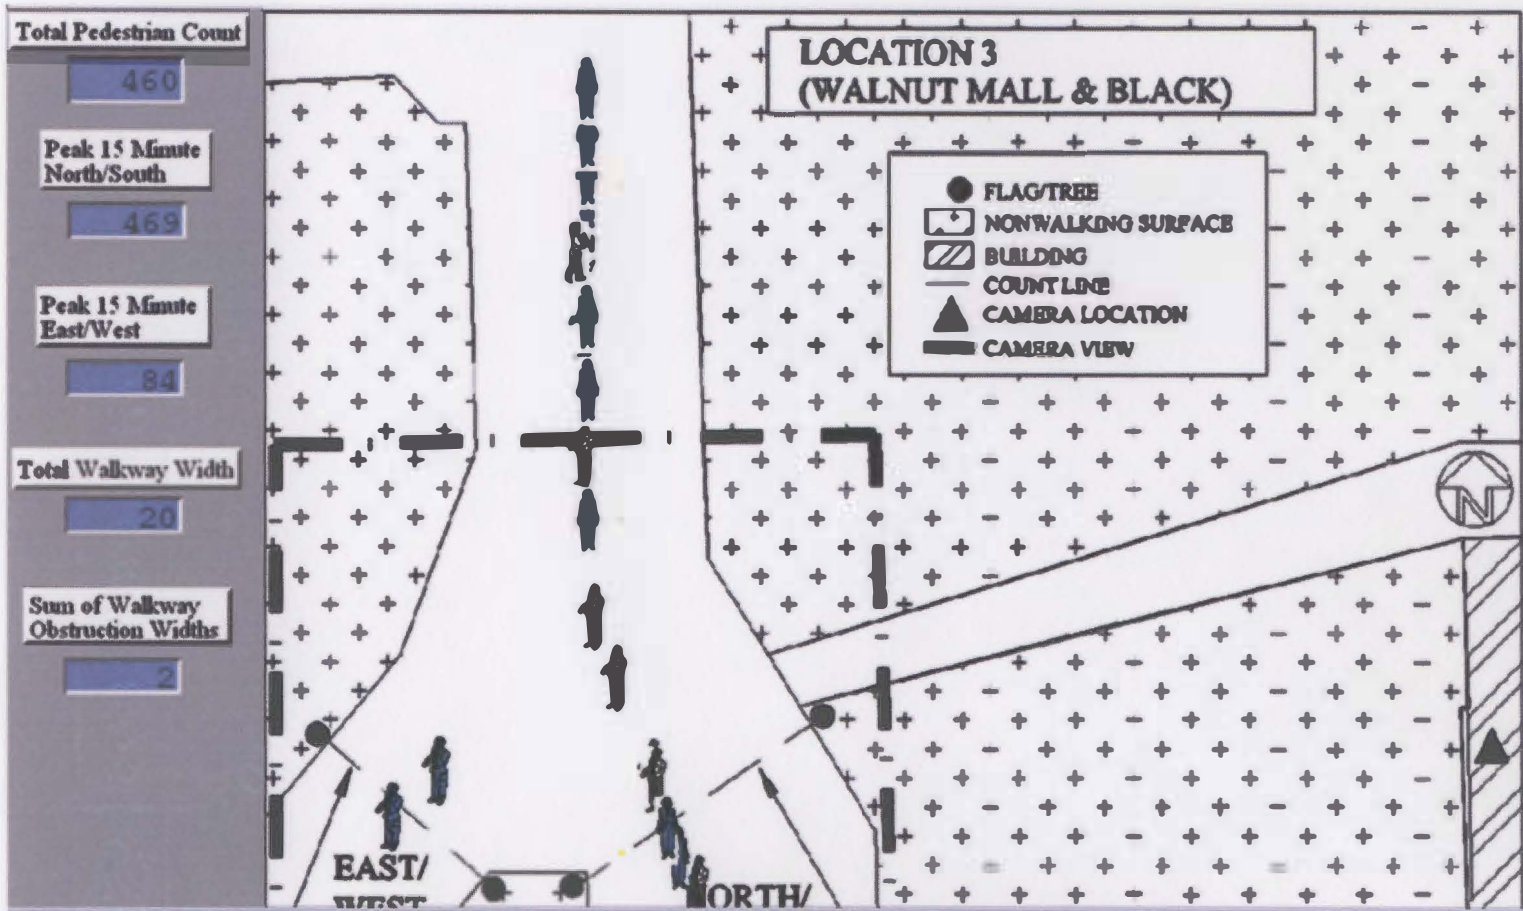 Total Pedestrian Count
460
Peak 15 Minute
North/South
469
Peak 15 Minute
East/West
84
Total Walkway Width
20
Sum of Walkway
Obstruction Widths
2
LOCATION 3
(WALNUT MALL & BLACK)
FLAG/TREE
NONWALKING SURFACE
BUILDING
COUNT LINE
CAMERA LOCATION
CAMERA VIEW
N
EAST/
WEST
ORTH/